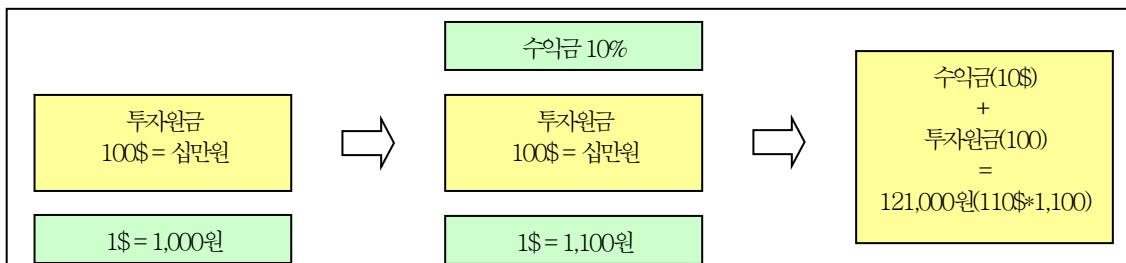 수익금 10%
투자원금
100$ = 십만원
투자원금
100$ = 십만원
1$ = 1,000원
1$ = 1,100원
수익금(10$)
+
투자원금(100)
=
121,000원(110$*1,100)